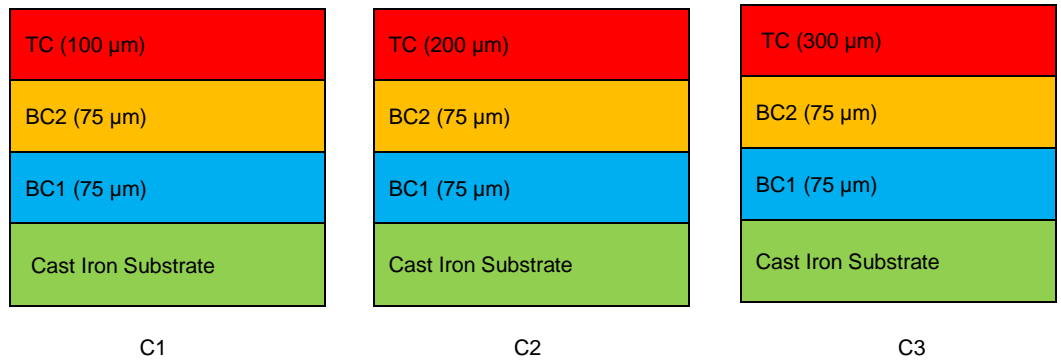 TC (100 µm)
BC2 (75 µm)
BC1 (75 µm)
Cast Iron Substrate
C1
TC (200 µm)
BC2 (75 µm)
BC1 (75 µm)
Cast Iron Substrate
C2
TC (300 µm)
BC2 (75 µm)
BC1 (75 µm)
Cast Iron Substrate
C3